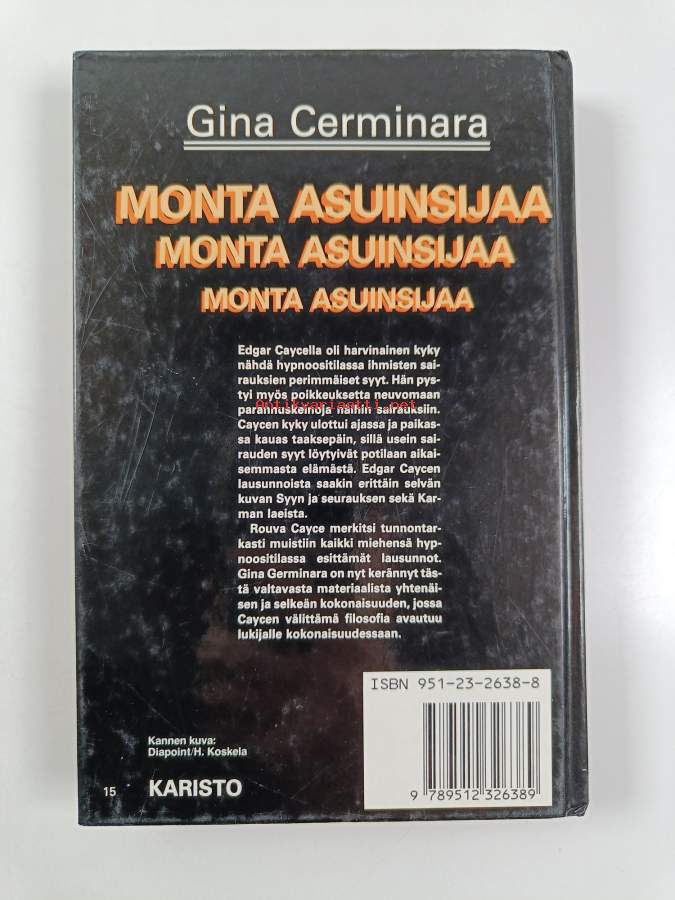 Gina Cerminara
MONTA ASUINSIJAA
MONTA ASUINSIJAA
MONTA ASUINSIJAA
Edgar Caycella oli harvinainen kyky
nähdä hypnoositilassa ihmisten sai-
rauksien perimmäiset syyt. Hän pys-
tyi myös poikkeuksetta neuvomaan
Antikvariaatti.net
parannuskeinoja näihin sairauksiin.
Caycen kyky ulottui ajassa ja paikas-
sa kauas taaksepäin, sillä usein sai-
rauden syyt löytyivät potilaan aikai-
semmasta elämästä. Edgar Caycen
lausunnoista saakin erittäin selvän
kuvan Syyn ja seurauksen sekä Kar-
man laeista.
Rouva Cayce merkitsi tunnontar-
kasti muistiin kaikki miehensä hyp-
noositilassa esittämät lausunnot.
Gina Germinara on nyt kerännyt täs-
tä valtavasta materiaalista yhtenäi-
sen ja selkeän kokonaisuuden, jossa
Caycen välittämä filosofia avautuu
lukijalle kokonaisuudessaan.
ISBN 951-23-2638-8
9 789512 326389
Kannen kuva:
Diapoint/H. Koskela
15 KARISTO